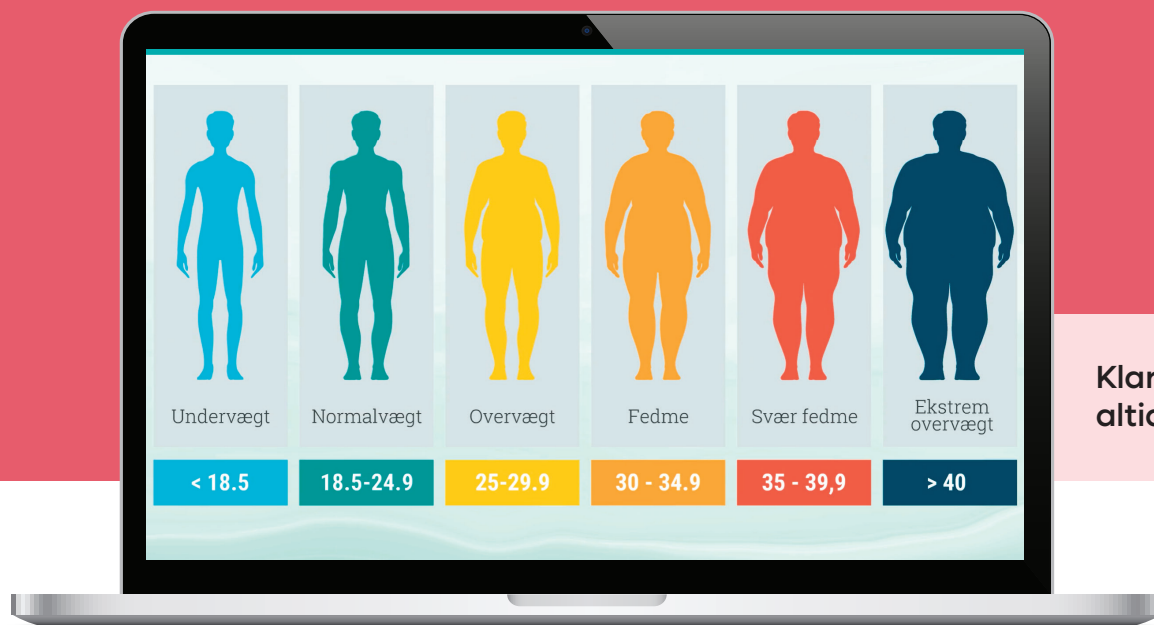 Undervægt
Normalvægt
Overvægt
Fedme
Svær fedme
Ekstrem
overvægt
< 18.5
18.5-24.9
25-29.9
30 - 34.9
35 - 39,9
> 40